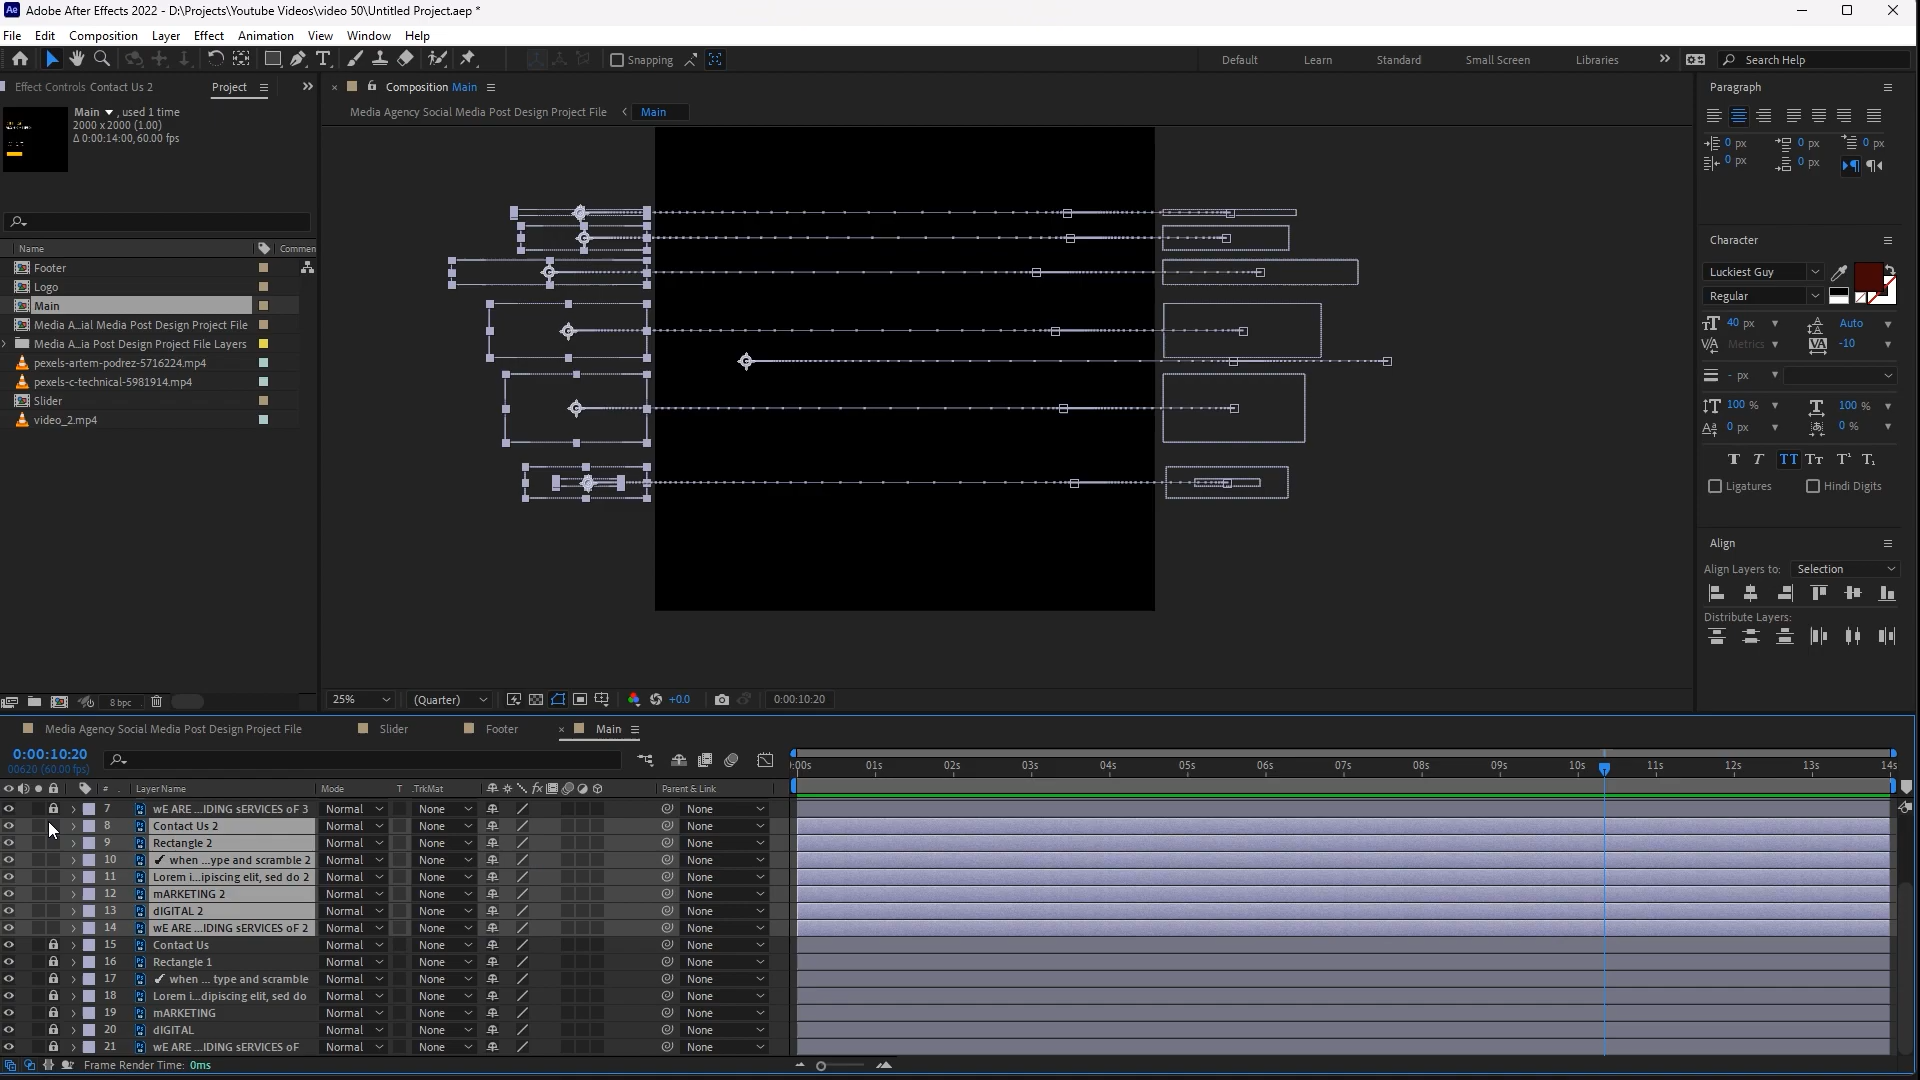 Adobe After Effects 2022 - D:\Projects\Youtube Videos\video 50\Untitled Project.aep *
File Edit Composition Layer Effect Animation View Window Help
Snapping
Default Learn Standard Small Screen Libraries
Search Help
Effect Controls Contact Us 2 Project
Main , used 1 time
2000 x 2000 (1.00)
Δ 0:00:14:00, 60.00 fps
Name Commen
Footer
Logo
Main
Media A...ial Media Post Design Project File
Media A...ia Post Design Project File Layers
pexels-artem-podrez-5716224.mp4
pexels-c-technical-5981914.mp4
Slider
video_2.mp4
8 bpc
Composition Main
Media Agency Social Media Post Design Project File Main
25% (Quarter) +0.0 0:00:10:20
Paragraph
0 px 0 px 0 px
0 px 0 px
Character
Luckiest Guy
Regular
40 px Auto
Metrics -10
- px
100 % 100 %
0 px 0 %
Ligatures Hindi Digits
Align
Align Layers to: Selection
Distribute Layers:
Media Agency Social Media Post Design Project File Slider Footer Main
0:00:10:20
00620 (60.00 fps)
:00s 01s 02s 03s 04s 05s 06s 07s 08s 09s 10s 11s 12s 13s 14s
# Layer Name Mode T .TrkMat fx Parent & Link
7 wE ARE ...IDING sERVICES oF 3 Normal None None
8 Contact Us 2 Normal None None
9 Rectangle 2 Normal None None
10 ✓ when ...ype and scramble 2 Normal None None
11 Lorem i...ipiscing elit, sed do 2 Normal None None
12 mARKETING 2 Normal None None
13 dIGITAL 2 Normal None None
14 wE ARE ...IDING sERVICES oF 2 Normal None None
15 Contact Us Normal None None
16 Rectangle 1 Normal None None
17 ✓ when ... type and scramble Normal None None
18 Lorem i...dipiscing elit, sed do Normal None None
19 mARKETING Normal None None
20 dIGITAL Normal None None
21 wE ARE ...IDING sERVICES oF Normal None None
Frame Render Time: 0ms